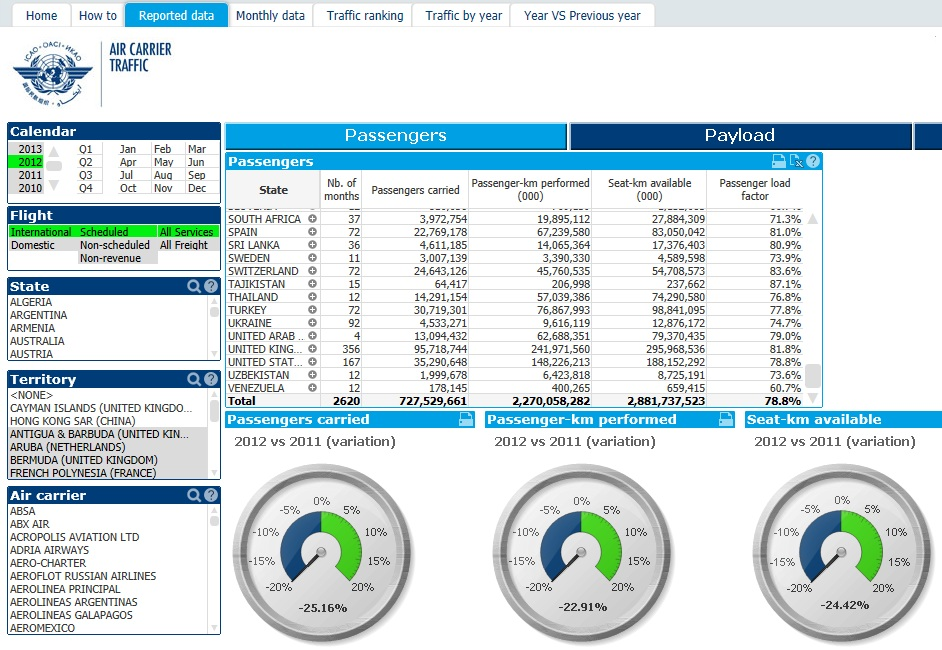 Home How to Reported data Monthly data Traffic ranking Traffic by year Year VS Previous year
ICAO · OACI · ИКАО
AIR CARRIER
TRAFFIC
Calendar
2013 Q1 Jan Feb Mar
2012 Q2 Apr May Jun
2011 Q3 Jul Aug Sep
2010 Q4 Oct Nov Dec
Flight
International Scheduled All Services
Domestic Non-scheduled All Freight
Non-revenue
State
ALGERIA
ARGENTINA
ARMENIA
AUSTRALIA
AUSTRIA
Territory
<NONE>
CAYMAN ISLANDS (UNITED KINGDO...
HONG KONG SAR (CHINA)
ANTIGUA & BARBUDA (UNITED KIN...
ARUBA (NETHERLANDS)
BERMUDA (UNITED KINGDOM)
FRENCH POLYNESIA (FRANCE)
Air carrier
ABSA
ABX AIR
ACROPOLIS AVIATION LTD
ADRIA AIRWAYS
AERO-CHARTER
AEROFLOT RUSSIAN AIRLINES
AEROLINEA PRINCIPAL
AEROLINEAS ARGENTINAS
AEROLINEAS GALAPAGOS
AEROMEXICO
Passengers Payload
Passengers
State Nb. of months Passengers carried Passenger-km performed (000) Seat-km available (000) Passenger load factor
SOUTH AFRICA 37 3,972,754 19,895,112 27,884,309 71.3%
SPAIN 72 22,769,178 67,239,580 83,050,042 81.0%
SRI LANKA 36 4,611,185 14,065,364 17,376,403 80.9%
SWEDEN 11 3,007,139 3,390,330 4,589,598 73.9%
SWITZERLAND 72 24,643,126 45,760,535 54,708,573 83.6%
TAJIKISTAN 15 64,417 206,998 237,662 87.1%
THAILAND 12 14,291,154 57,039,386 74,290,580 76.8%
TURKEY 72 30,719,301 76,867,993 98,841,095 77.8%
UKRAINE 92 4,533,271 9,616,119 12,876,172 74.7%
UNITED ARAB ... 4 13,094,432 62,688,351 79,370,435 79.0%
UNITED KING... 356 95,718,744 241,971,560 295,968,536 81.8%
UNITED STAT... 167 35,290,648 148,226,213 188,152,292 78.8%
UZBEKISTAN 12 1,999,678 6,423,818 8,725,191 73.6%
VENEZUELA 12 178,145 400,265 659,415 60.7%
Total 2620 727,529,661 2,270,058,282 2,881,737,523 78.8%
Passengers carried
2012 vs 2011 (variation)
0%
-5% 5%
-10% 10%
-15% 15%
-20% 20%
-25.16%
Passenger-km performed
2012 vs 2011 (variation)
0%
-5% 5%
-10% 10%
-15% 15%
-20% 20%
-22.91%
Seat-km available
2012 vs 2011 (variation)
0%
-5% 5%
-10% 10%
-15% 15%
-20% 20%
-24.42%